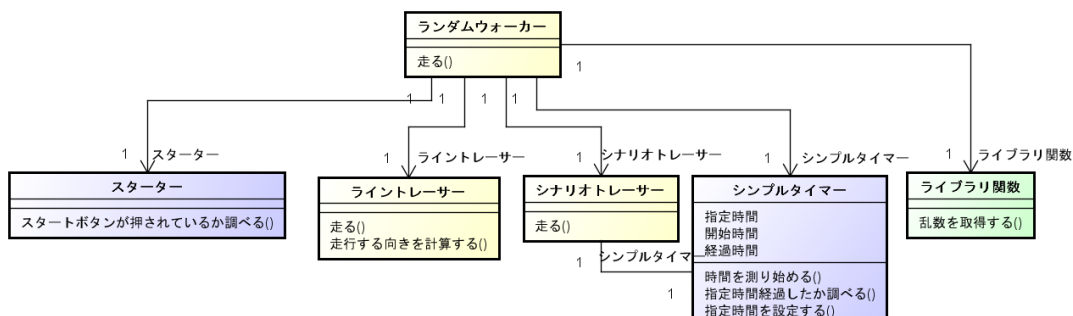 ランダムウォーカー
走る()
1
1
1
1
1
1
スターター
1
ライントレーサー
1
シナリオトレーサー
1
シンプルタイマー
1
ライブラリ関数
スターター
スタートボタンが押されているか調べる()
ライントレーサー
走る()
走行する向きを計算する()
シナリオトレーサー
走る()
シンプルタイマー
指定時間
開始時間
経過時間
時間を測り始める()
指定時間経過したか調べる()
指定時間を設定する()
ライブラリ関数
乱数を取得する()
1
シンプルタイマー
1